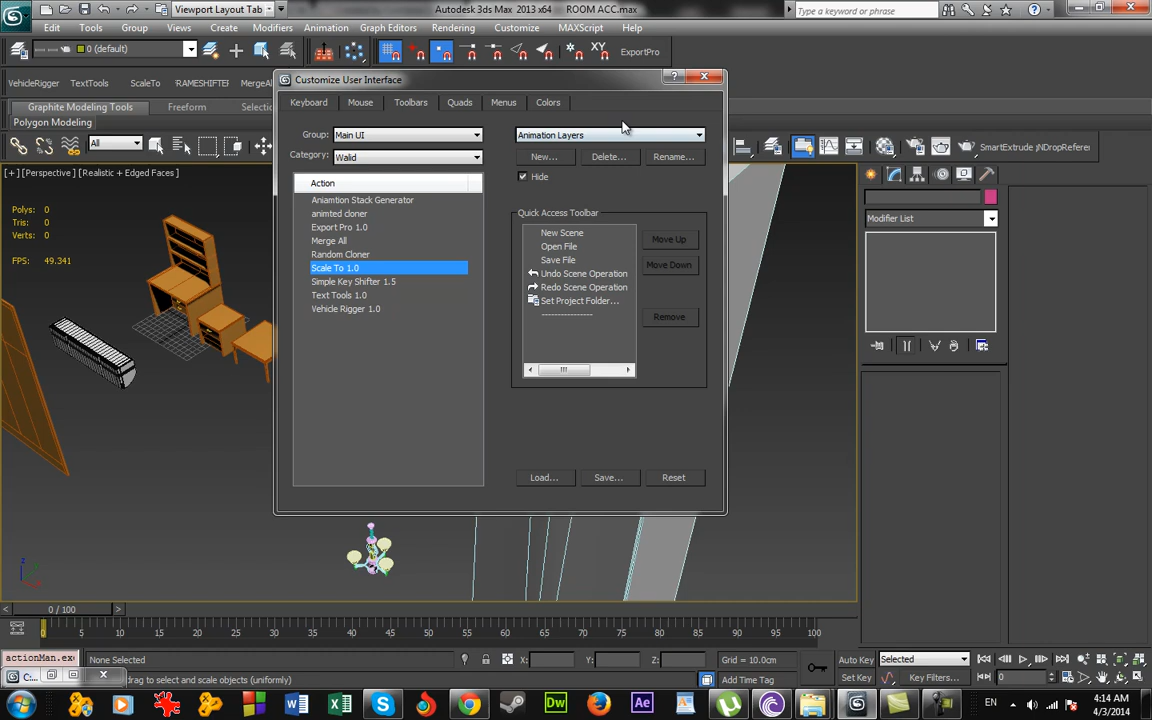 Viewport Layout Tab
Autodesk 3ds Max 2013 x64 ROOM ACC.max
Type a keyword or phrase
Edit Tools Group Views Create Modifiers Animation Graph Editors Rendering Customize MAXScript Help
0 (default)
ExportPro
VehicleRigger TextTools ScaleTo MergeAl
Graphite Modeling Tools Freeform Selectio
Polygon Modeling
All
SmartExtrude
[+] [Perspective] [Realistic + Edged Faces]
Polys: 0
Tris: 0
Verts: 0
FPS: 49.341
Customize User Interface
Keyboard Mouse Toolbars Quads Menus Colors
Group: Main UI
Category: Walid
Action
Aniamtion Stack Generator
animted cloner
Export Pro 1.0
Merge All
Random Cloner
Scale To 1.0
Simple Key Shifter 1.5
Text Tools 1.0
Vehicle Rigger 1.0
Animation Layers
New... Delete... Rename...
Hide
Quick Access Toolbar
New Scene
Open File
Save File
Undo Scene Operation
Redo Scene Operation
Set Project Folder...
----------------
Move Up
Move Down
Remove
Load... Save... Reset
Modifier List
z
0 / 100
0 5 10 15 20 25 30 35 40 45 50 55 60 65 70 75 80 85 90 95 100
actionMan.exe
None Selected
X: Y: Z:
Grid = 10.0cm
Auto Key Selected
C:...
drag to select and scale objects (uniformly)
Add Time Tag
Set Key Key Filters...
0
EN
4:14 AM
4/3/2014